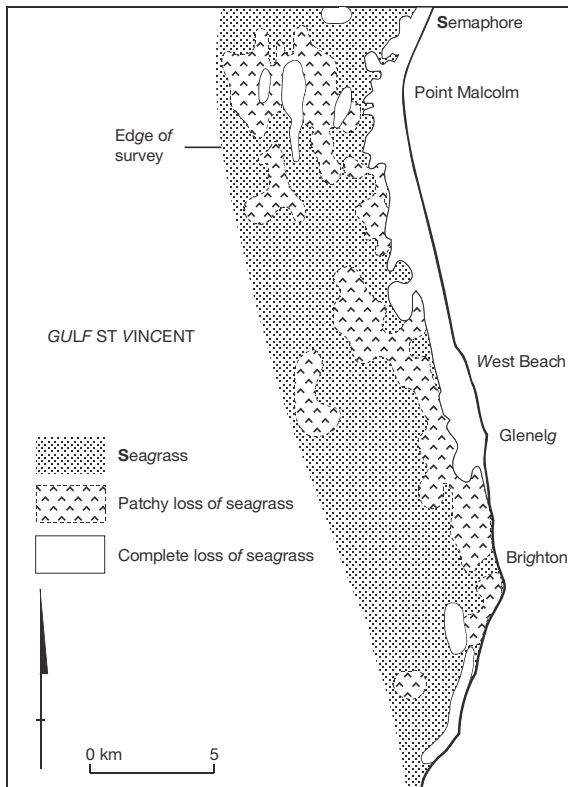 Semaphore
Point Malcolm
Edge of
survey
GULF ST VINCENT
West Beach
Glenelg
Seagrass
Patchy loss of seagrass
Complete loss of seagrass
Brighton
0 km 5